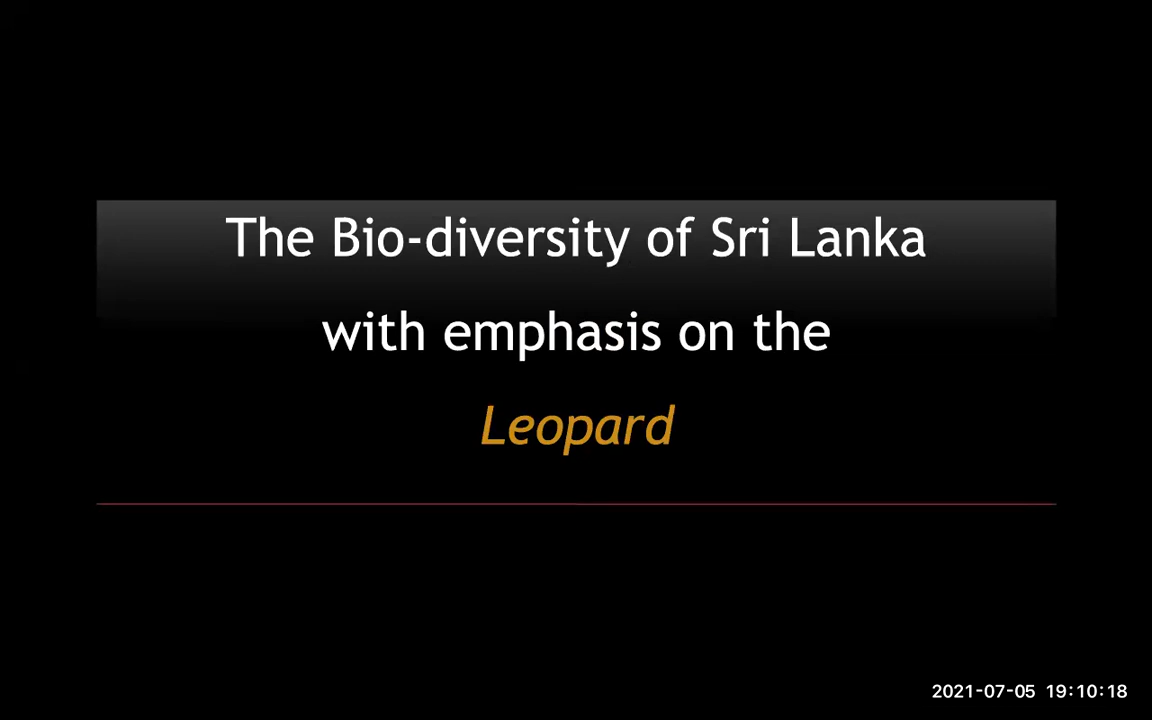 The Bio-diversity of Sri Lanka
with emphasis on the
Leopard
2021-07-05 19:10:18